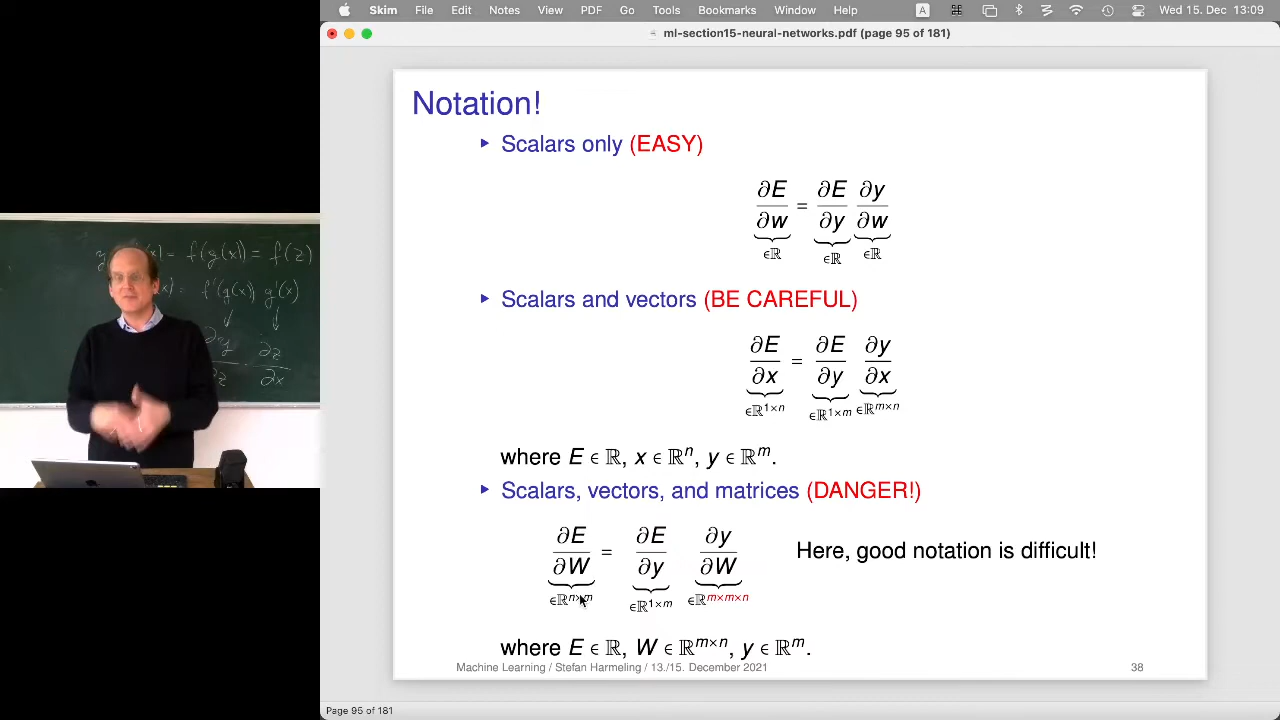 Skim File Edit Notes View PDF Go Tools Bookmarks Window Help A Wed 15. Dec 13:09
ml-section15-neural-networks.pdf (page 95 of 181)
Notation!
▸ Scalars only (EASY)
∂E/∂w = ∂E/∂y ∂y/∂w
∈ℝ ∈ℝ ∈ℝ
▸ Scalars and vectors (BE CAREFUL)
∂E/∂x = ∂E/∂y ∂y/∂x
∈ℝ^{1×n} ∈ℝ^{1×m} ∈ℝ^{m×n}
where E ∈ ℝ, x ∈ ℝⁿ, y ∈ ℝᵐ.
▸ Scalars, vectors, and matrices (DANGER!)
∂E/∂W = ∂E/∂y ∂y/∂W Here, good notation is difficult!
∈ℝ^{n×m} ∈ℝ^{1×m} ∈ℝ^{m×m×n}
where E ∈ ℝ, W ∈ ℝ^{m×n}, y ∈ ℝᵐ.
Machine Learning / Stefan Harmeling / 13./15. December 2021 38
Page 95 of 181
(x) = f(g(x)) = f(z)
f'(g(x)) g'(x)
∂y/∂z ∂z/∂x